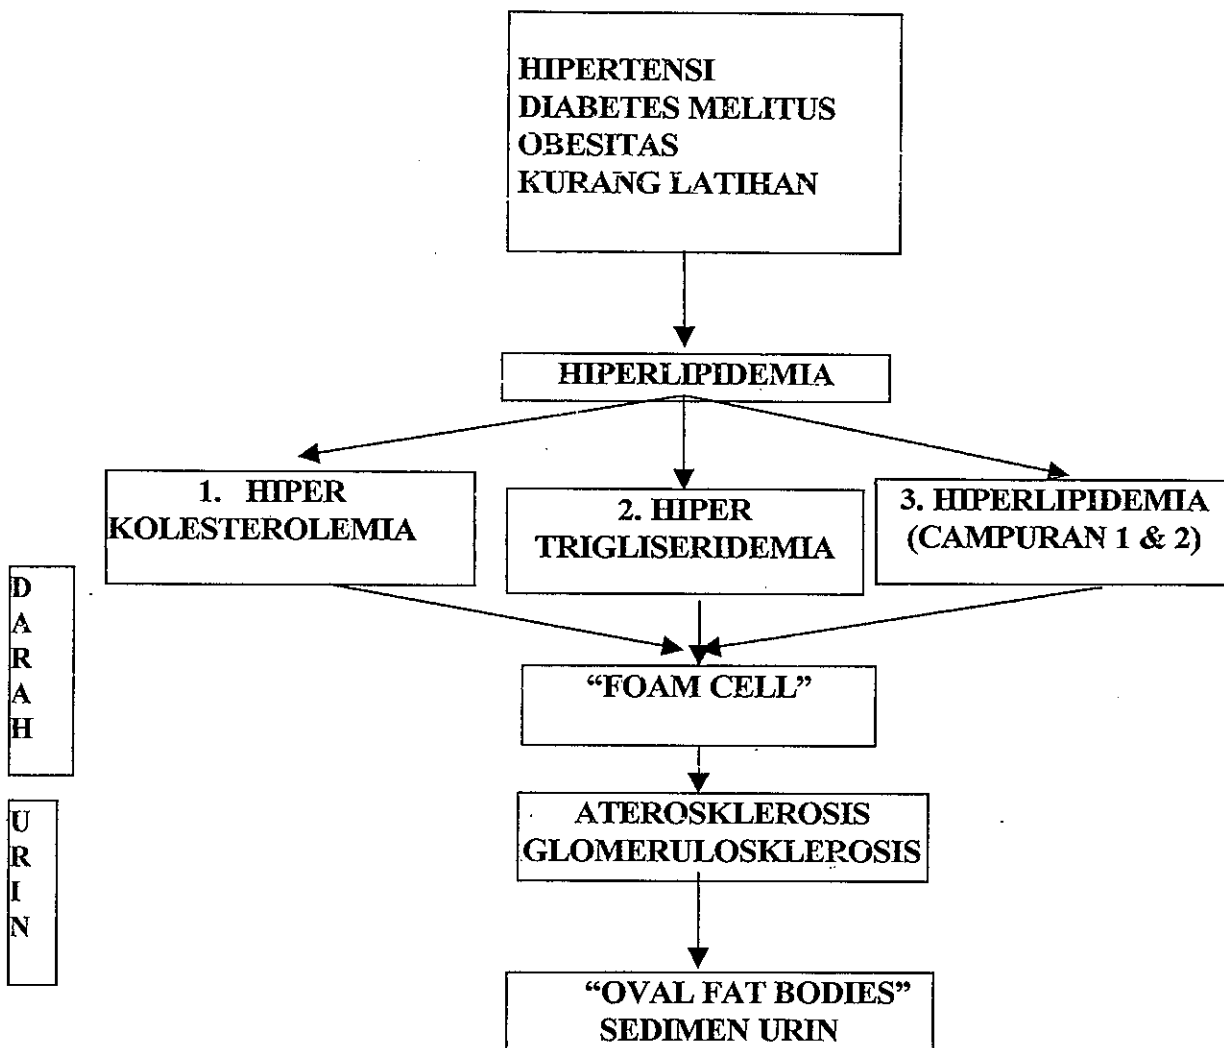 HIPERTENSI
DIABETES MELITUS
OBESITAS
KURANG LATIHAN
HIPERLIPIDEMIA
1. HIPER
KOLESTEROLEMIA
2. HIPER
TRIGLISERIDEMIA
3. HIPERLIPIDEMIA
(CAMPURAN 1 & 2)
D
A
R
A
H
“FOAM CELL”
ATEROSKLEROSIS
GLOMERULOSKLEROSIS
U
R
I
N
“OVAL FAT BODIES”
SEDIMEN URIN